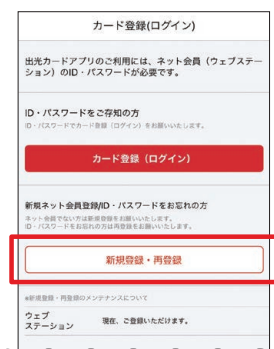 カード登録(ログイン)
出光カードアプリのご利用には、ネット会員（ウェブステー
ション）のID・パスワードが必要です。
ID・パスワードをご存知の方
ID・パスワードでカード登録（ログイン）をお願いいたします。
カード登録（ログイン）
新規ネット会員登録/ID・パスワードをお忘れの方
ネット会員でない方は新規登録をお願いいたします。
ID・パスワードをお忘れの方は再登録をお願いいたします。
新規登録・再登録
※新規登録・再登録のメンテナンスについて
ウェブ
ステーション
現在、ご登録いただけます。